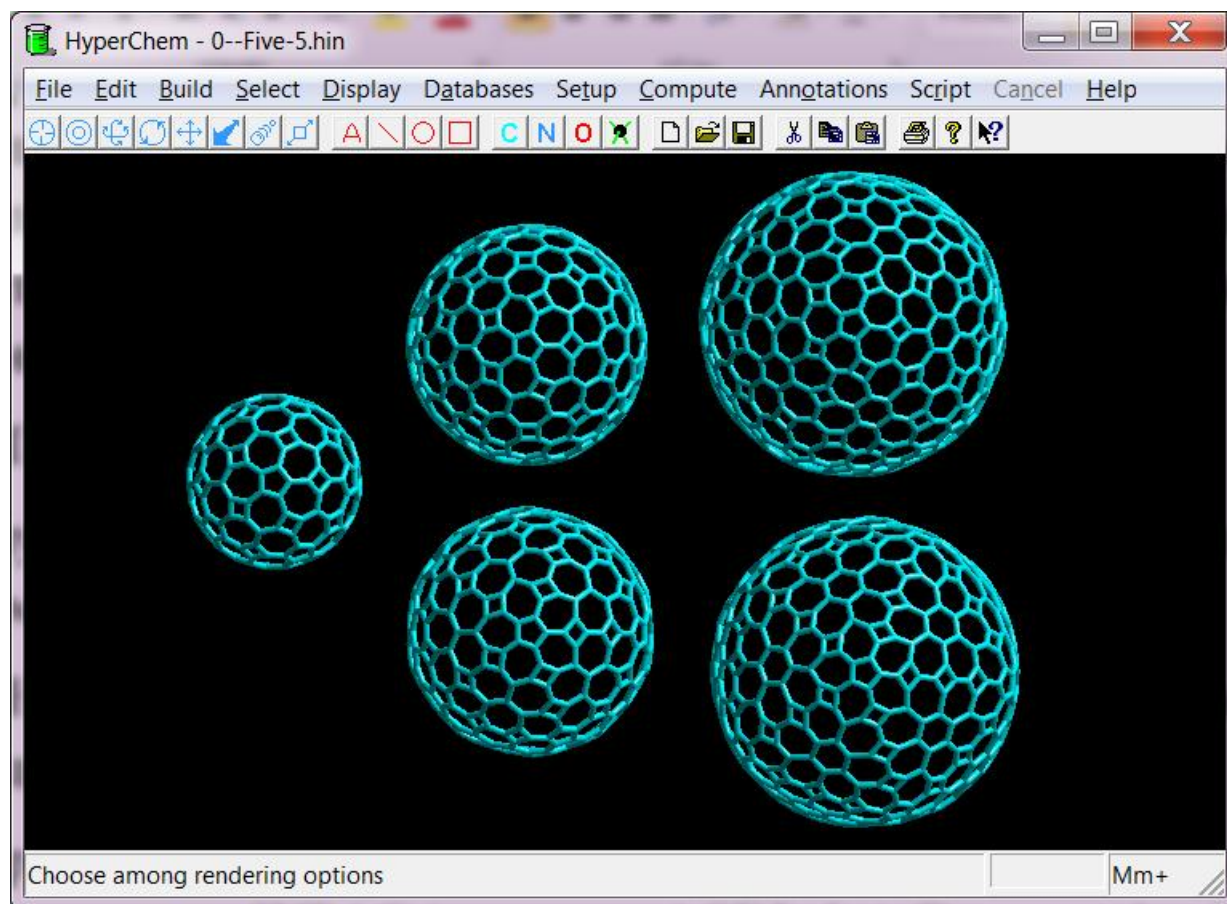 HyperChem - 0--Five-5.hin
File Edit Build Select Display Databases Setup Compute Annotations Script Cancel Help
A C N O ? ?
Choose among rendering options Mm+